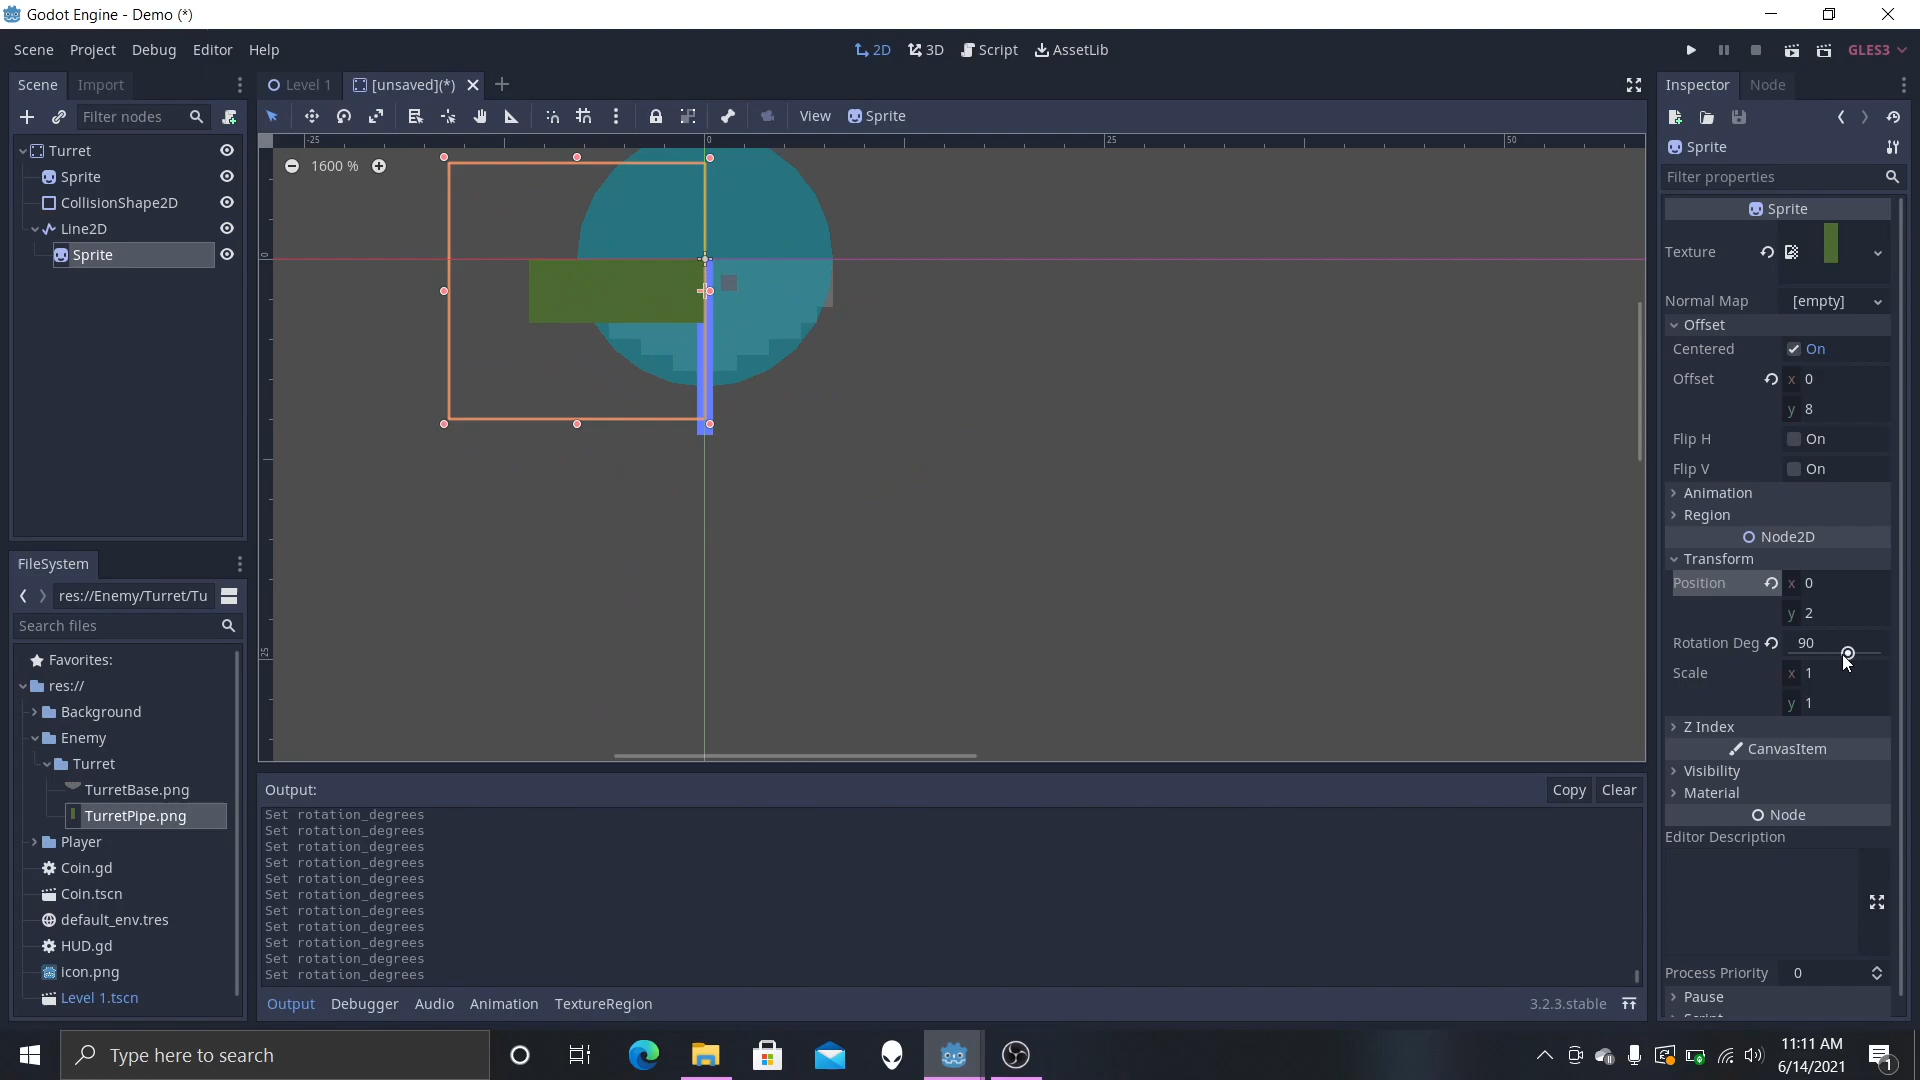 Godot Engine - Demo (*)
Scene Project Debug Editor Help
2D 3D Script AssetLib
GLES3
Scene Import
Level 1 [unsaved](*)
Inspector Node
Filter nodes
View Sprite
Turret
Sprite
CollisionShape2D
Line2D
Sprite
-25 0 25 50
1600 %
0
25
Sprite
Filter properties
Sprite
Texture
Normal Map [empty]
Offset
Centered On
Offset x 0
y 8
Flip H On
Flip V On
Animation
Region
Node2D
Transform
Position x 0
y 2
Rotation Deg 90
Scale x 1
y 1
Z Index
CanvasItem
Visibility
Material
Node
Editor Description
Process Priority 0
Pause
FileSystem
res://Enemy/Turret/Tu
Search files
Favorites:
res://
Background
Enemy
Turret
TurretBase.png
TurretPipe.png
Player
Coin.gd
Coin.tscn
default_env.tres
HUD.gd
icon.png
Level 1.tscn
Output:
Copy Clear
Set rotation_degrees
Set rotation_degrees
Set rotation_degrees
Set rotation_degrees
Set rotation_degrees
Set rotation_degrees
Set rotation_degrees
Set rotation_degrees
Set rotation_degrees
Set rotation_degrees
Set rotation_degrees
Output Debugger Audio Animation TextureRegion
3.2.3.stable
Type here to search
11:11 AM
6/14/2021
1